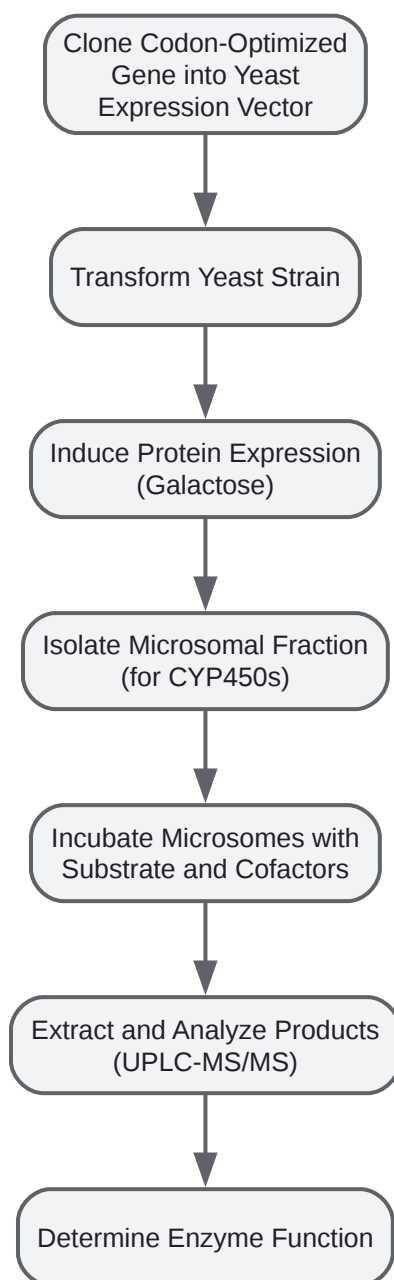 Clone Codon-Optimized
Gene into Yeast
Expression Vector
Transform Yeast Strain
Induce Protein Expression
(Galactose)
Isolate Microsomal Fraction
(for CYP450s)
Incubate Microsomes with
Substrate and Cofactors
Extract and Analyze Products
(UPLC-MS/MS)
Determine Enzyme Function